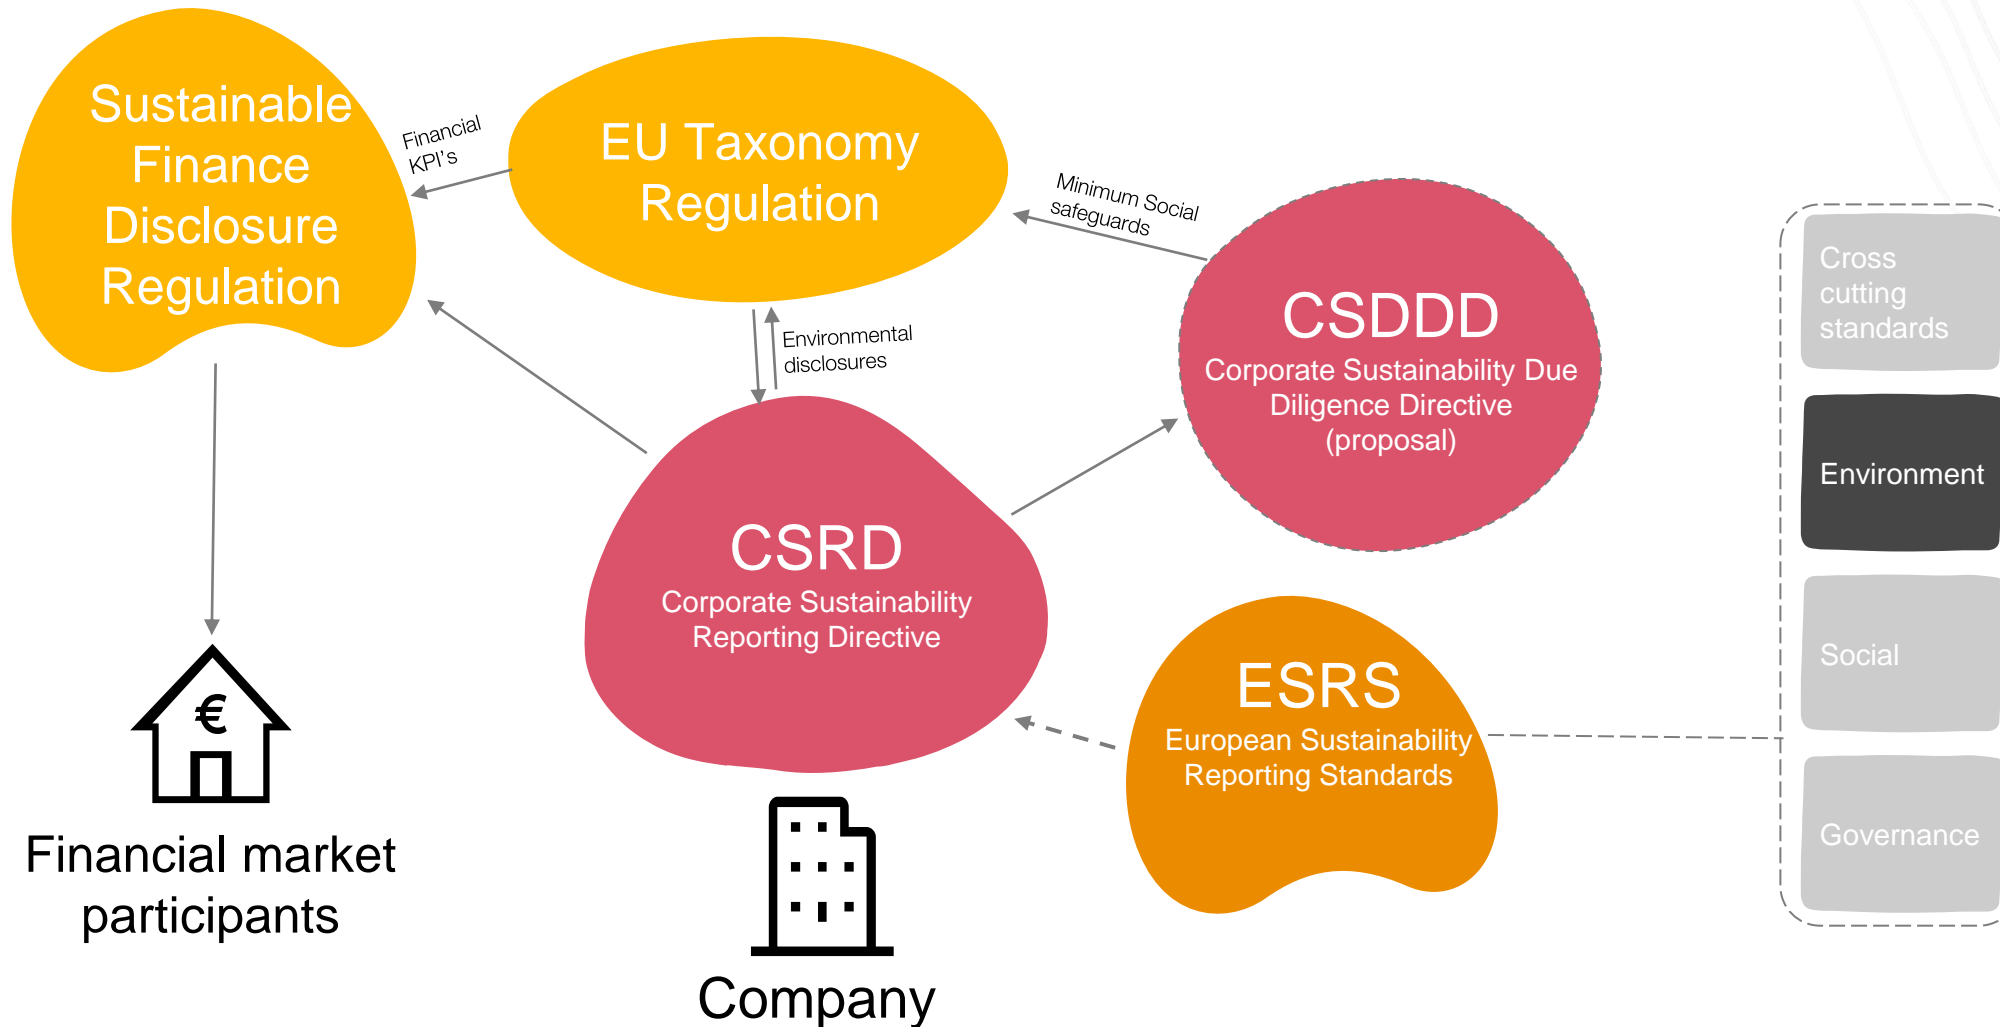 Sustainable
Finance
Disclosure
Regulation
Financial
KPI's
EU Taxonomy
Regulation
Minimum Social
safeguards
Environmental
disclosures
CSDDD
Corporate Sustainability Due
Diligence Directive
(proposal)
CSRD
Corporate Sustainability
Reporting Directive
ESRS
European Sustainability
Reporting Standards
Cross
cutting
standards
Environment
Social
Governance
€
Financial market
participants
Company